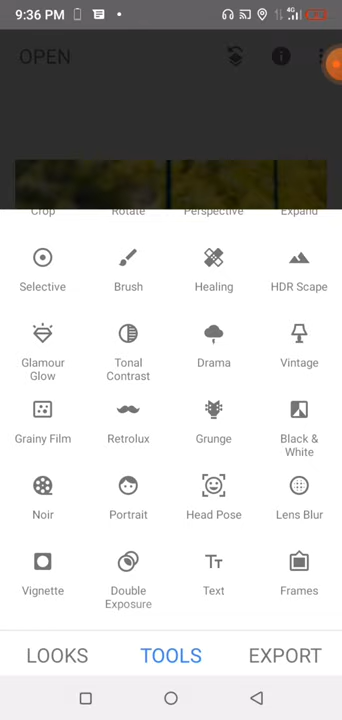 9:36 PM 4G
OPEN
Crop Rotate Perspective Expand
Selective Brush Healing HDR Scape
Glamour Glow Tonal Contrast Drama Vintage
Grainy Film Retrolux Grunge Black & White
Noir Portrait Head Pose Lens Blur
Vignette Double Exposure Text Frames
LOOKS TOOLS EXPORT